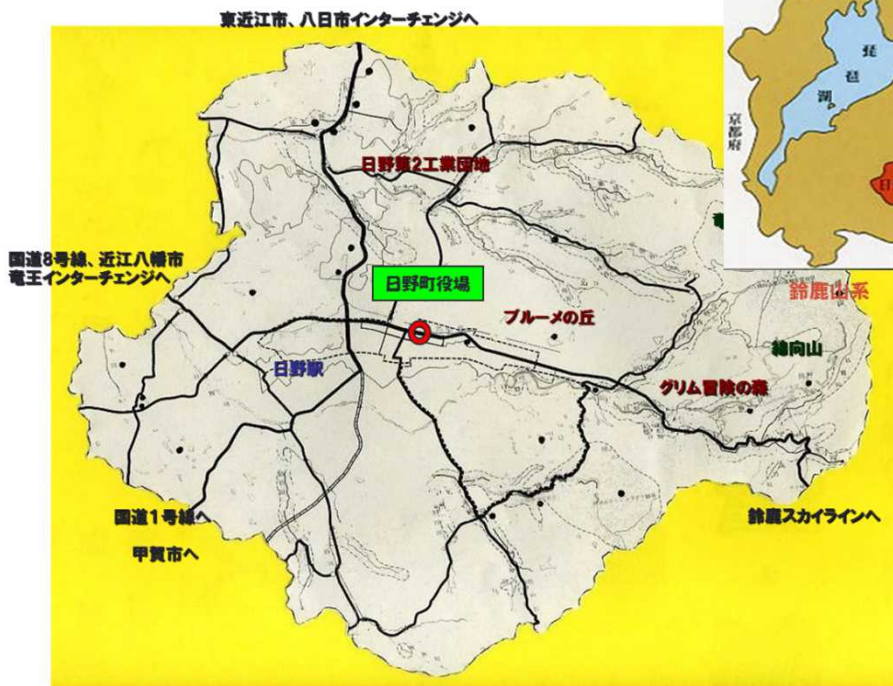 東近江市、八日市インターチェンジへ
琵
琶
湖
京都府
日
日野第2工業団地
竜
国道8号線、近江八幡市
竜王インターチェンジへ
日野町役場
鈴鹿山系
ブルーメの丘
綿向山
日野駅
グリム冒険の森
国道1号線へ
鈴鹿スカイラインへ
甲賀市へ